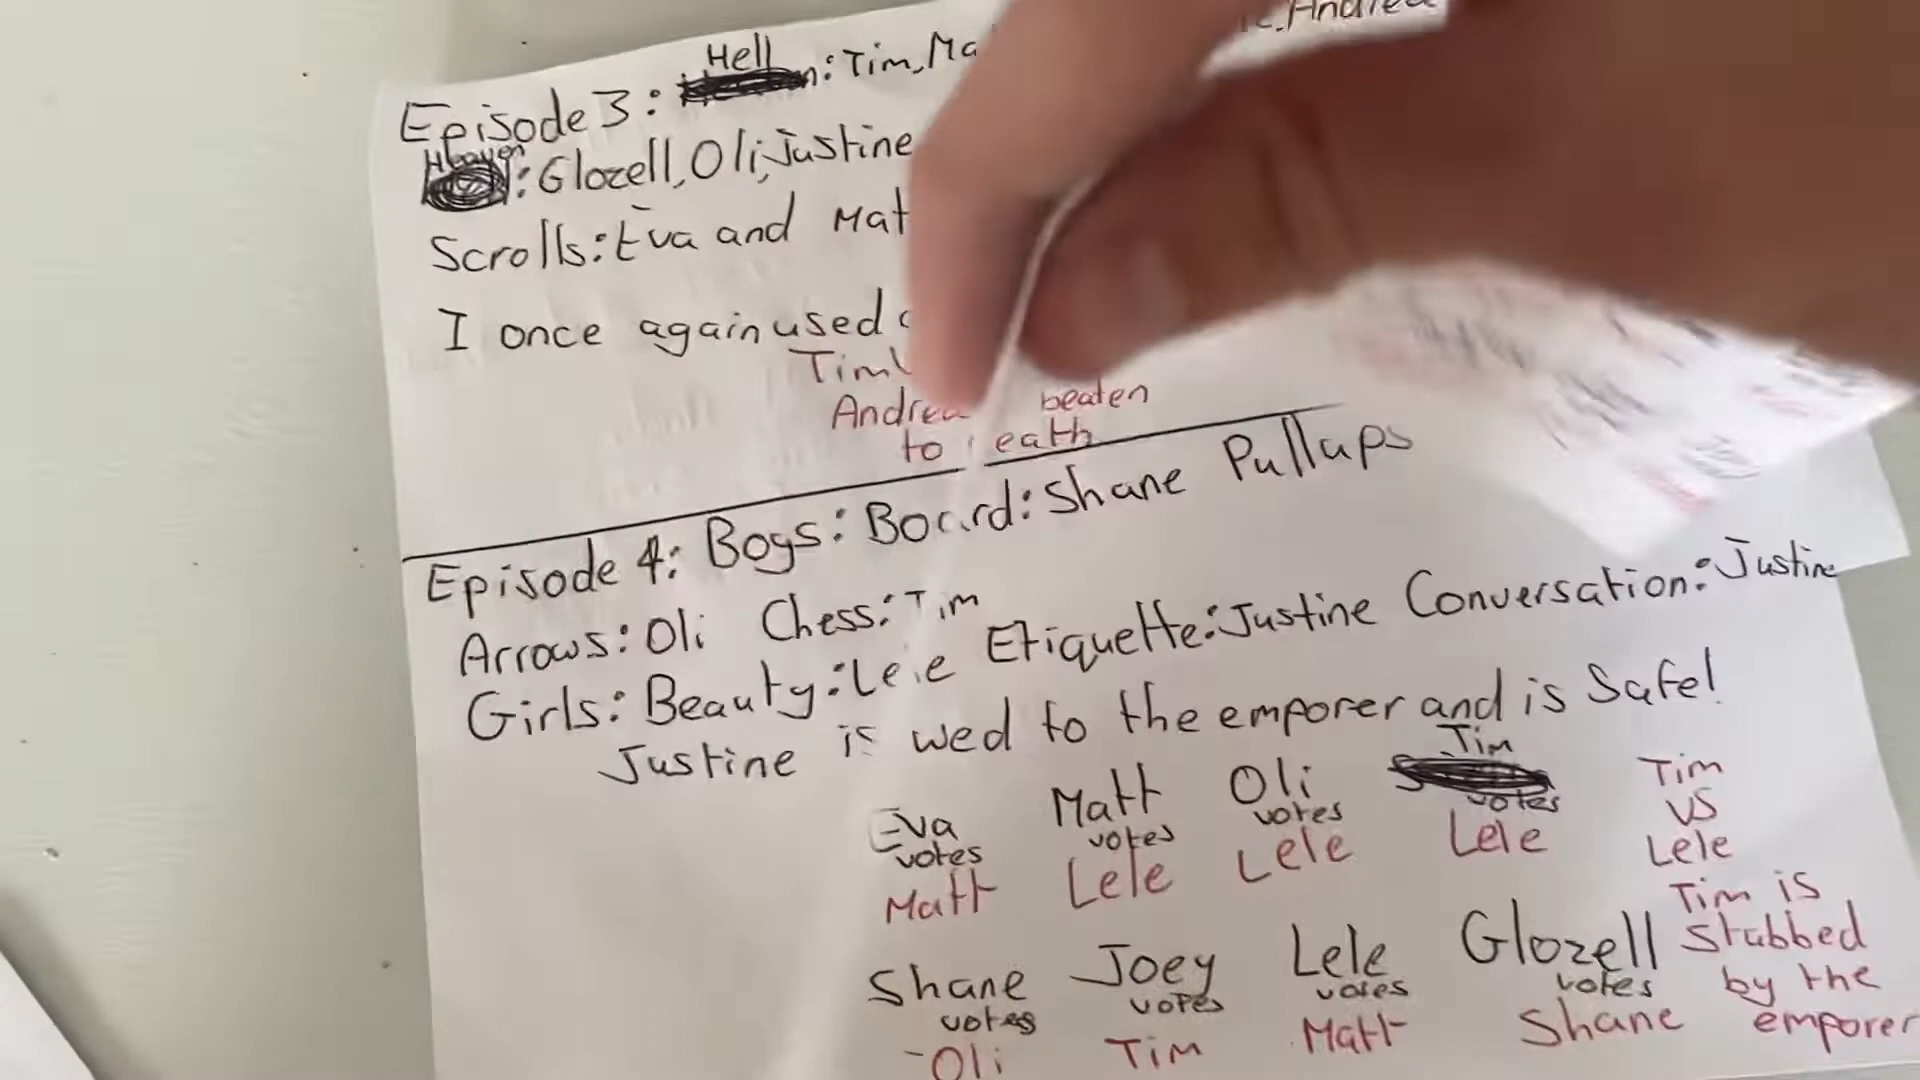 Hell
Episode 3: : Tim, Ma
Heaven
: Glozell, Oli, Justine
Scrolls: Eva and Mat
I once again used
Tim
Andrea beaten
to eath
Episode 4: Boys: Board: Shane Pullups
Arrows: Oli Chess: Tim
Girls: Beauty: Lele Etiquette: Justine Conversation: Justine
Justine is wed to the emporer and is Safe!
Eva votes Matt
Matt votes Lele
Oli votes Lele
Tim votes Lele
Tim vs Lele
Tim is stabbed by the emporer
Shane votes Oli
Joey votes Tim
Lele votes Matt
Glozell votes Shane